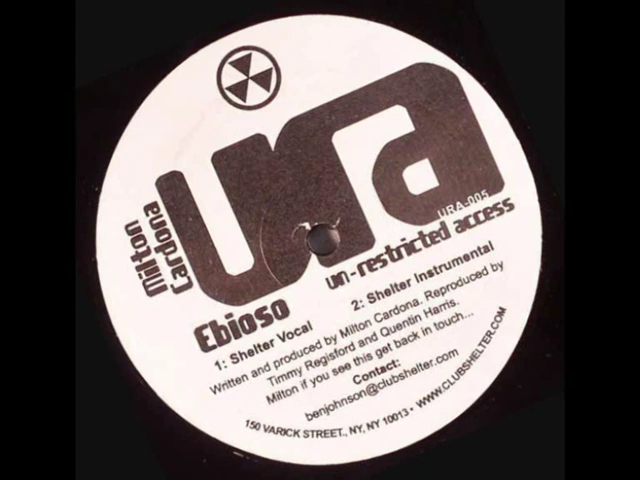 ura
URA-005
un-restricted access
Milton
Cardona
Ebioso
1: Shelter Vocal
2: Shelter Instrumental
Written and produced by Milton Cardona. Reproduced by
Timmy Regisford and Quentin Harris.
Milton if you see this get back in touch...
Contact:
benjohnson@clubshelter.com
150 VARICK STREET., NY, NY 10013 • WWW.CLUBSHELTER.COM